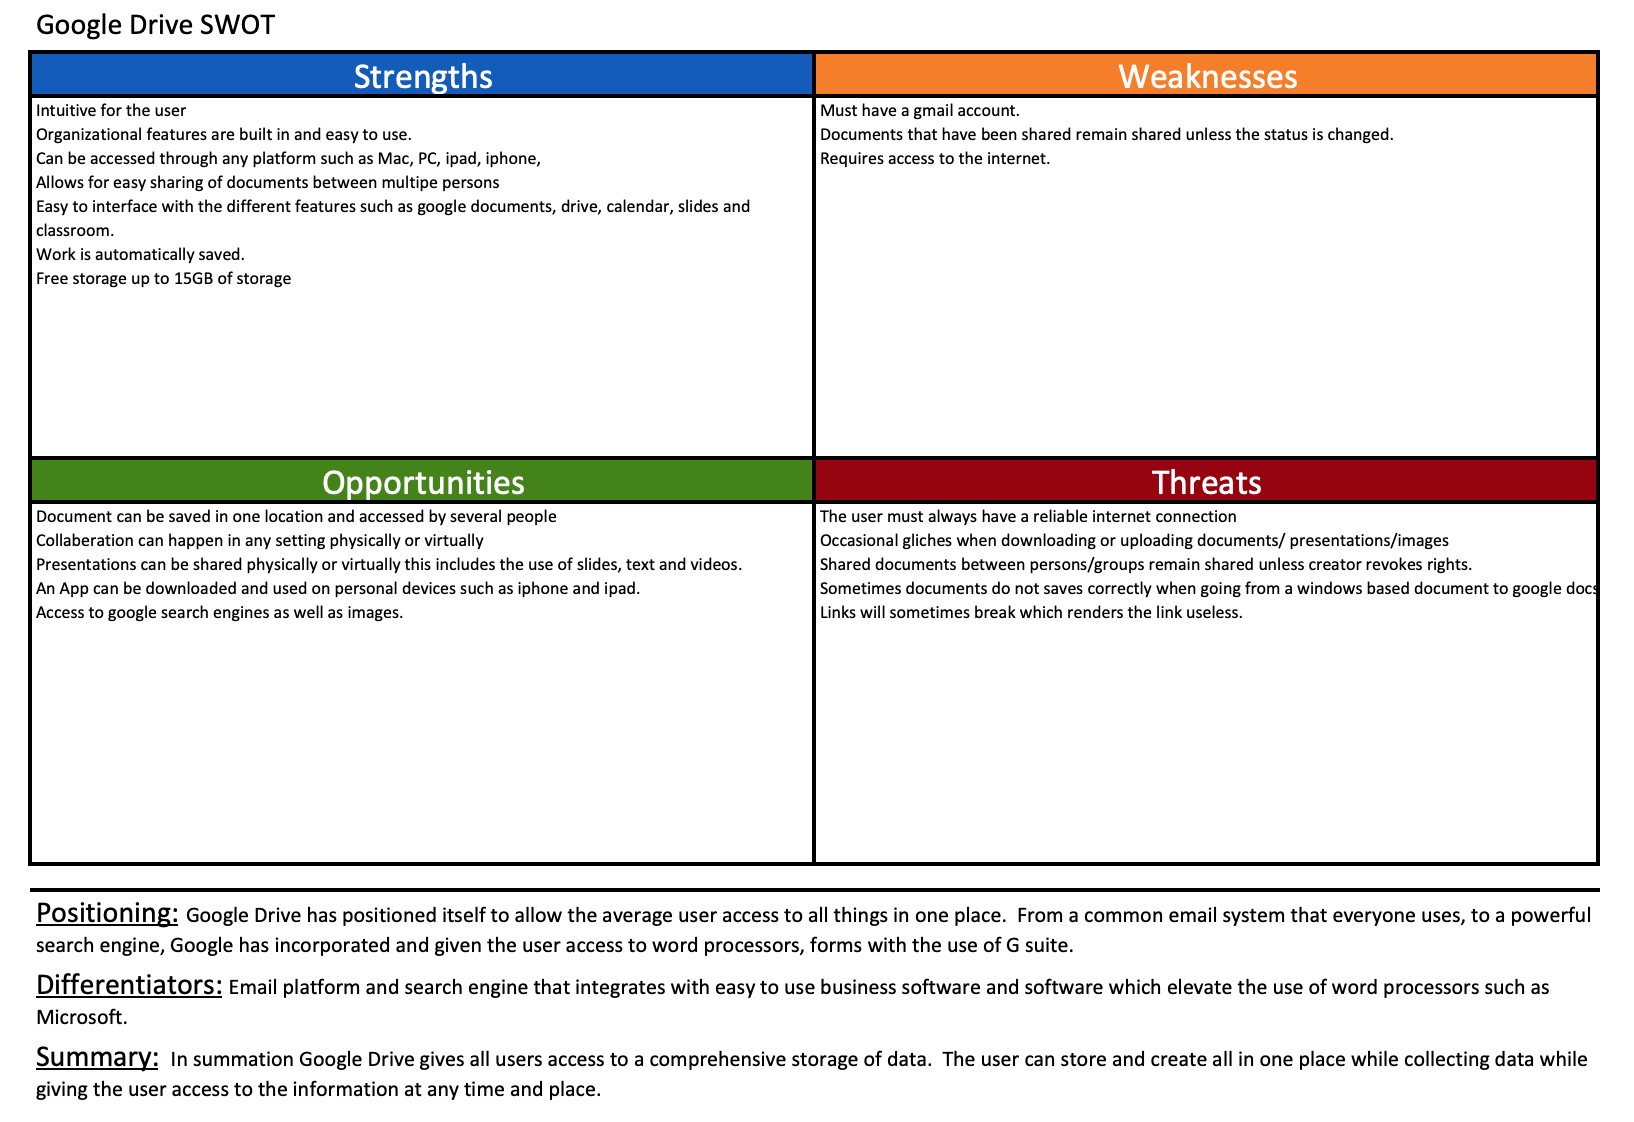 Google Drive SWOT
Strengths
Weaknesses
Intuitive for the user
Organizational features are built in and easy to use.
Can be accessed through any platform such as Mac, PC, ipad, iphone,
Allows for easy sharing of documents between multipe persons
Easy to interface with the different features such as google documents, drive, calendar, slides and
classroom.
Work is automatically saved.
Free storage up to 15GB of storage
Must have a gmail account.
Documents that have been shared remain shared unless the status is changed.
Requires access to the internet.
Opportunities
Threats
Document can be saved in one location and accessed by several people
Collaberation can happen in any setting physically or virtually
Presentations can be shared physically or virtually this includes the use of slides, text and videos.
An App can be downloaded and used on personal devices such as iphone and ipad.
Access to google search engines as well as images.
The user must always have a reliable internet connection
Occasional gliches when downloading or uploading documents/ presentations/images
Shared documents between persons/groups remain shared unless creator revokes rights.
Sometimes documents do not saves correctly when going from a windows based document to google docs
Links will sometimes break which renders the link useless.
Positioning: Google Drive has positioned itself to allow the average user access to all things in one place. From a common email system that everyone uses, to a powerful
search engine, Google has incorporated and given the user access to word processors, forms with the use of G suite.
Differentiators: Email platform and search engine that integrates with easy to use business software and software which elevate the use of word processors such as
Microsoft.
Summary: In summation Google Drive gives all users access to a comprehensive storage of data. The user can store and create all in one place while collecting data while
giving the user access to the information at any time and place.